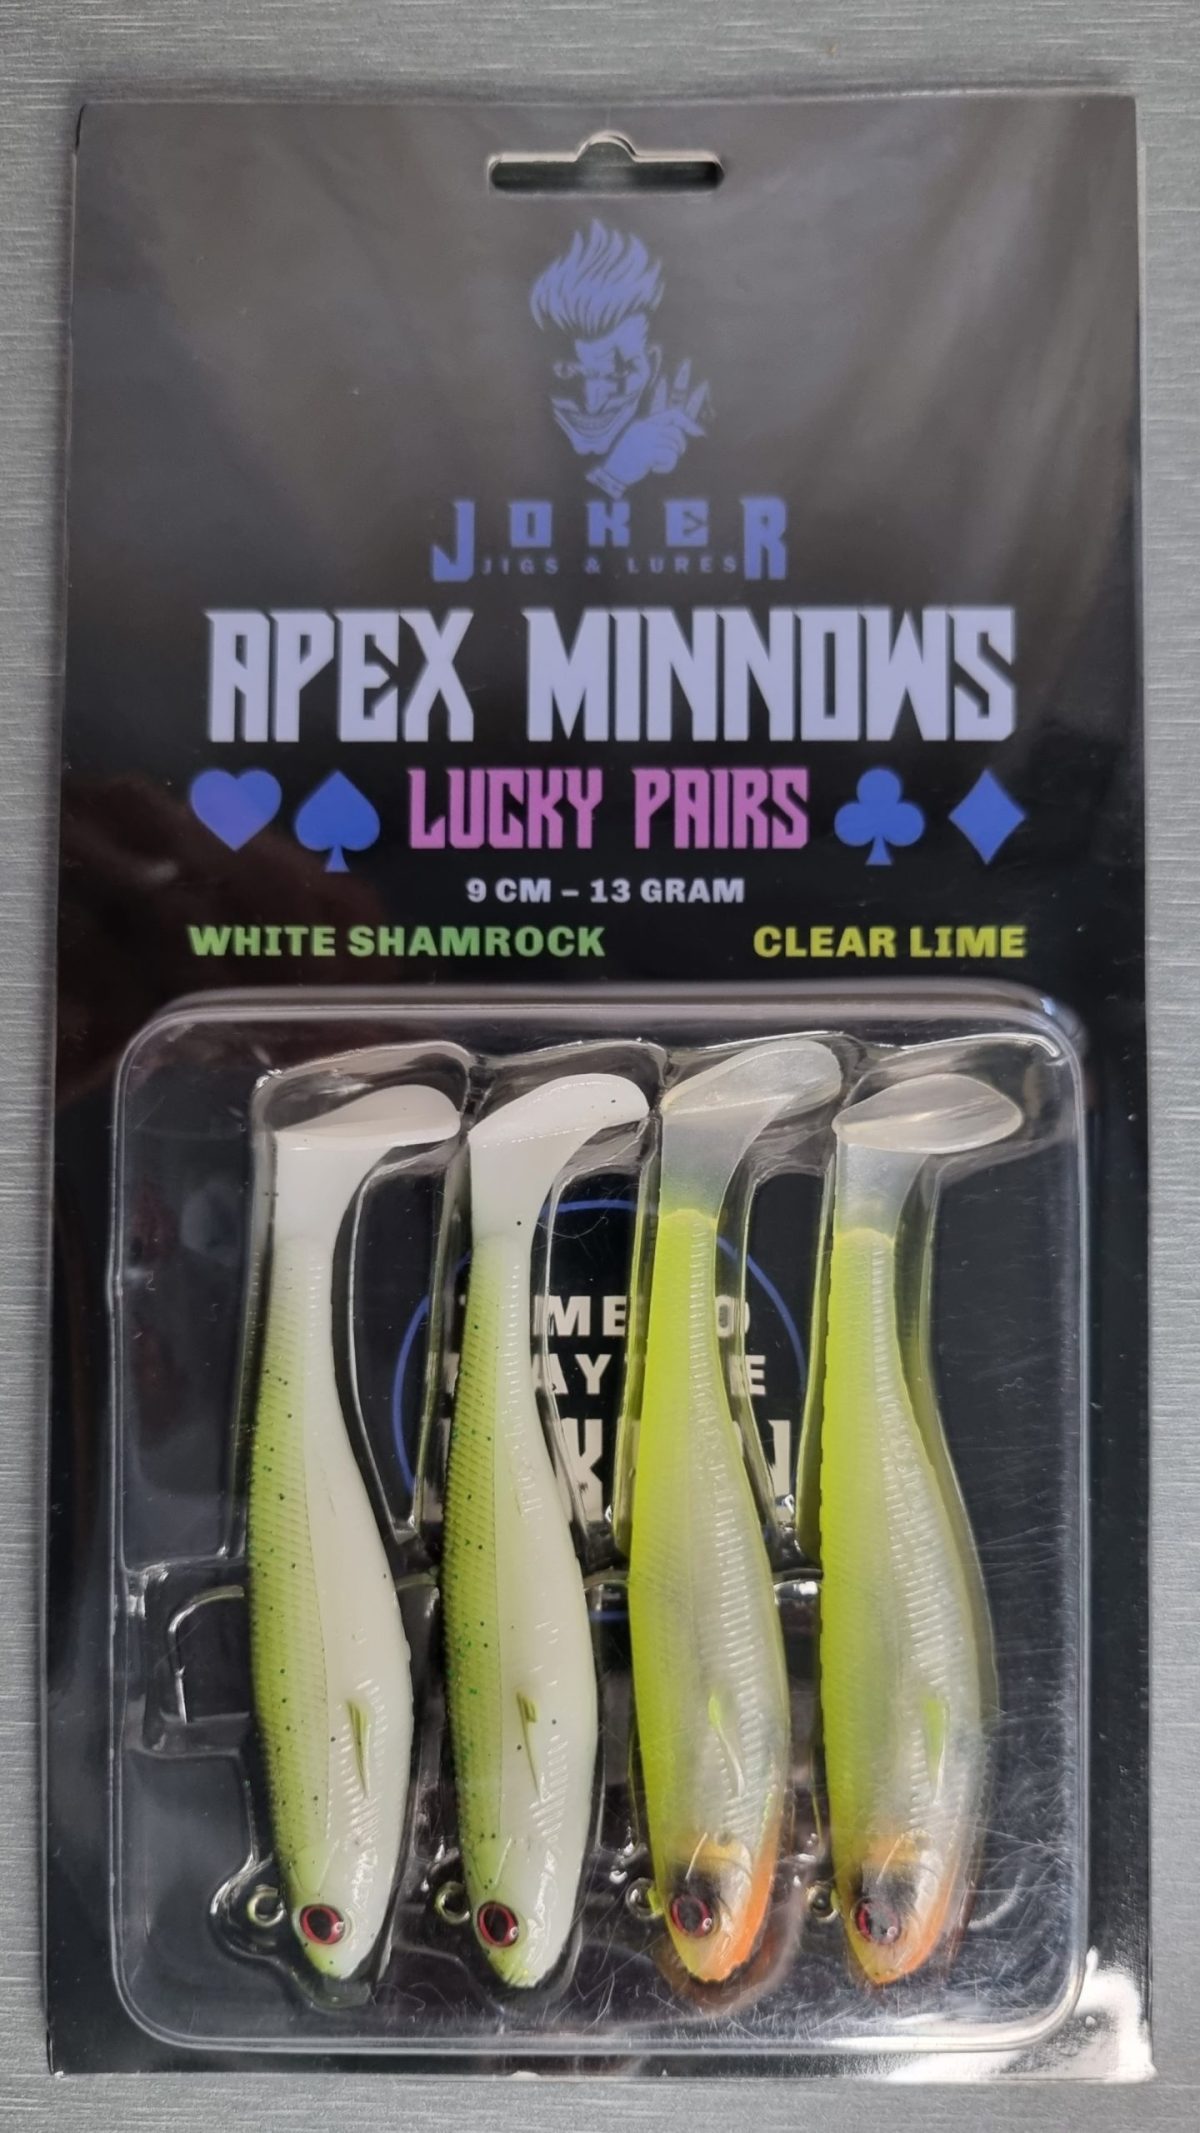 JOKER
JIGS & LURES
APEX MINNOWS
LUCKY PAIRS
9 CM – 13 GRAM
WHITE SHAMROCK CLEAR LIME